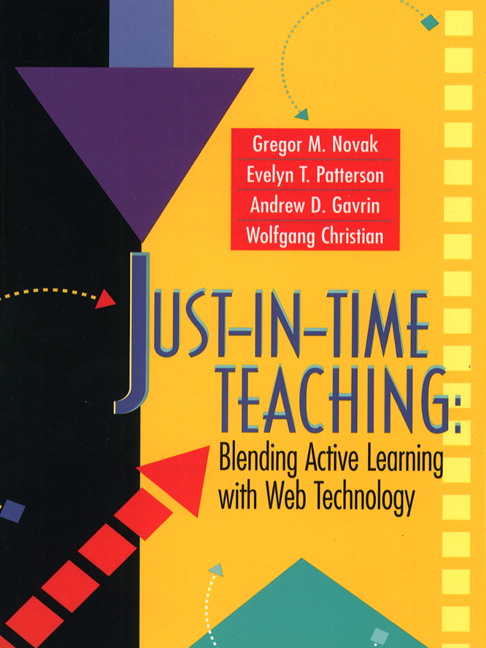 Gregor M. Novak
Evelyn T. Patterson
Andrew D. Gavrin
Wolfgang Christian
JUST-IN-TIME
TEACHING:
Blending Active Learning
with Web Technology